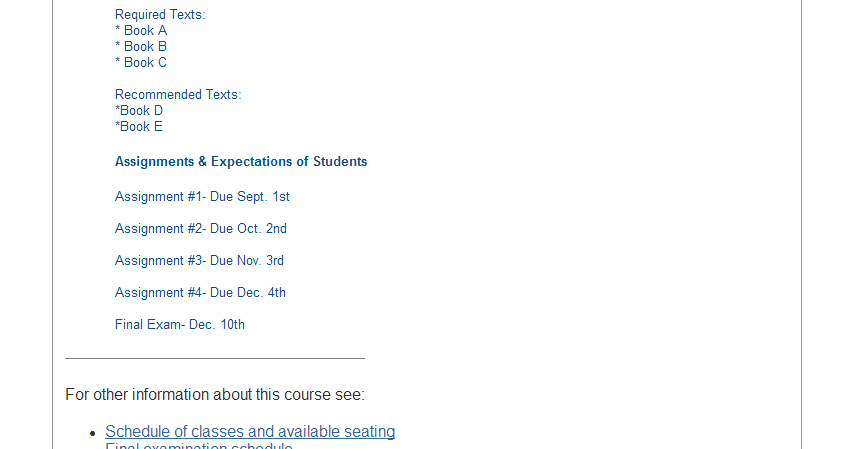 Required Texts:
* Book A
* Book B
* Book C
Recommended Texts:
*Book D
*Book E
Assignments & Expectations of Students
Assignment #1- Due Sept. 1st
Assignment #2- Due Oct. 2nd
Assignment #3- Due Nov. 3rd
Assignment #4- Due Dec. 4th
Final Exam- Dec. 10th
For other information about this course see:
• Schedule of classes and available seating
Final examination schedule